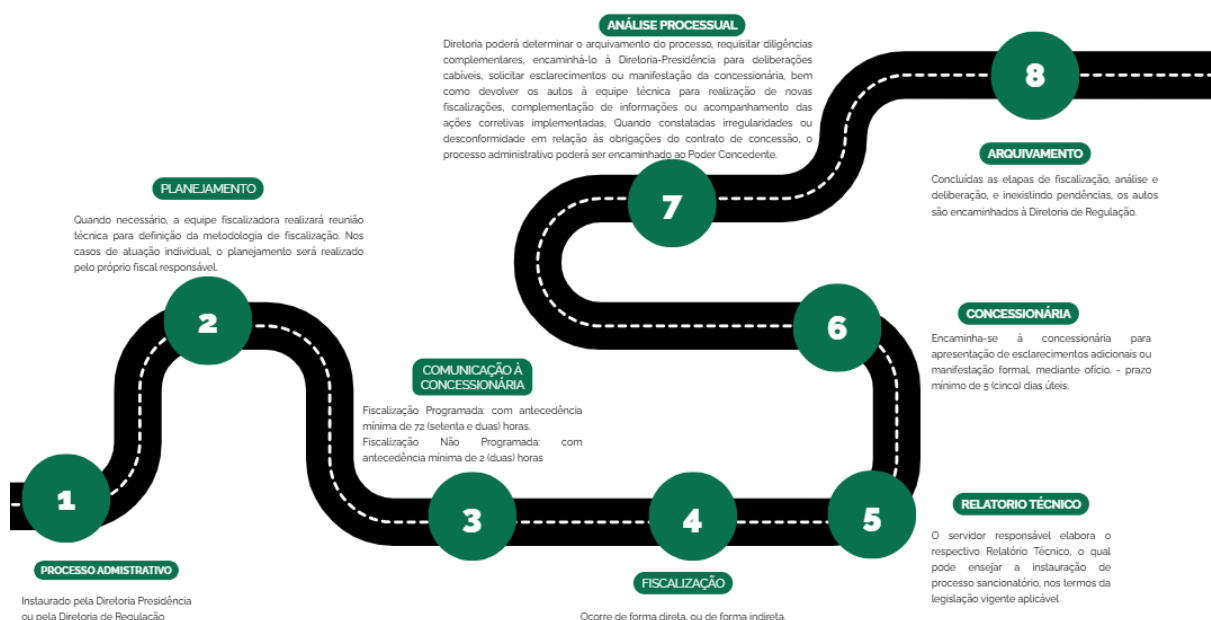 1
PROCESSO ADMISTRATIVO
Instaurado pela Diretoria Presidência
ou pela Diretoria de Regulação
2
PLANEJAMENTO
Quando necessário, a equipe fiscalizadora realizará reunião
técnica para definição da metodologia de fiscalização. Nos
casos de atuação individual, o planejamento será realizado
pelo próprio fiscal responsável.
3
COMUNICAÇÃO À
CONCESSIONÁRIA
Fiscalização Programada: com antecedência
mínima de 72 (setenta e duas) horas.
Fiscalização Não Programada: com
antecedência mínima de 2 (duas) horas
4
FISCALIZAÇÃO
Ocorre de forma direta, ou de forma indireta,
5
RELATORIO TÉCNICO
O servidor responsável elabora o
respectivo Relatório Técnico, o qual
pode ensejar a instauração de
processo sancionatório, nos termos da
legislação vigente aplicável
6
CONCESSIONÁRIA
Encaminha-se à concessionária para
apresentação de esclarecimentos adicionais ou
manifestação formal, mediante ofício. - prazo
mínimo de 5 (cinco) dias úteis.
7
ANÁLISE PROCESSUAL
Diretoria poderá determinar o arquivamento do processo, requisitar diligências
complementares, encaminhá-lo à Diretoria-Presidência para deliberações
cabíveis, solicitar esclarecimentos ou manifestação da concessionária, bem
como devolver os autos à equipe técnica para realização de novas
fiscalizações, complementação de informações ou acompanhamento das
ações corretivas implementadas, Quando constatadas irregularidades ou
desconformidade em relação às obrigações do contrato de concessão, o
processo administrativo poderá ser encaminhado ao Poder Concedente.
8
ARQUIVAMENTO
Concluídas as etapas de fiscalização, análise e
deliberação, e inexistindo pendências, os autos
são encaminhados à Diretoria de Regulação.